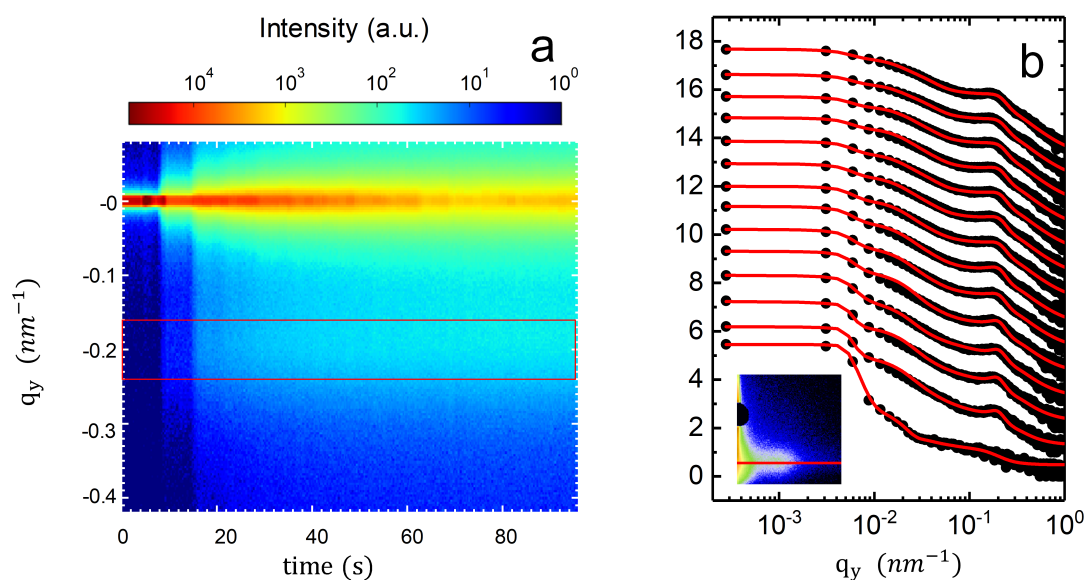 Intensity (a.u.)
a
10⁴ 10³ 10² 10¹ 10⁰
-0
-0.1
-0.2
-0.3
-0.4
q_y (nm⁻¹)
0 20 40 60 80
time (s)
b
18
16
14
12
10
8
6
4
2
0
10⁻³ 10⁻² 10⁻¹ 10⁰
q_y (nm⁻¹)